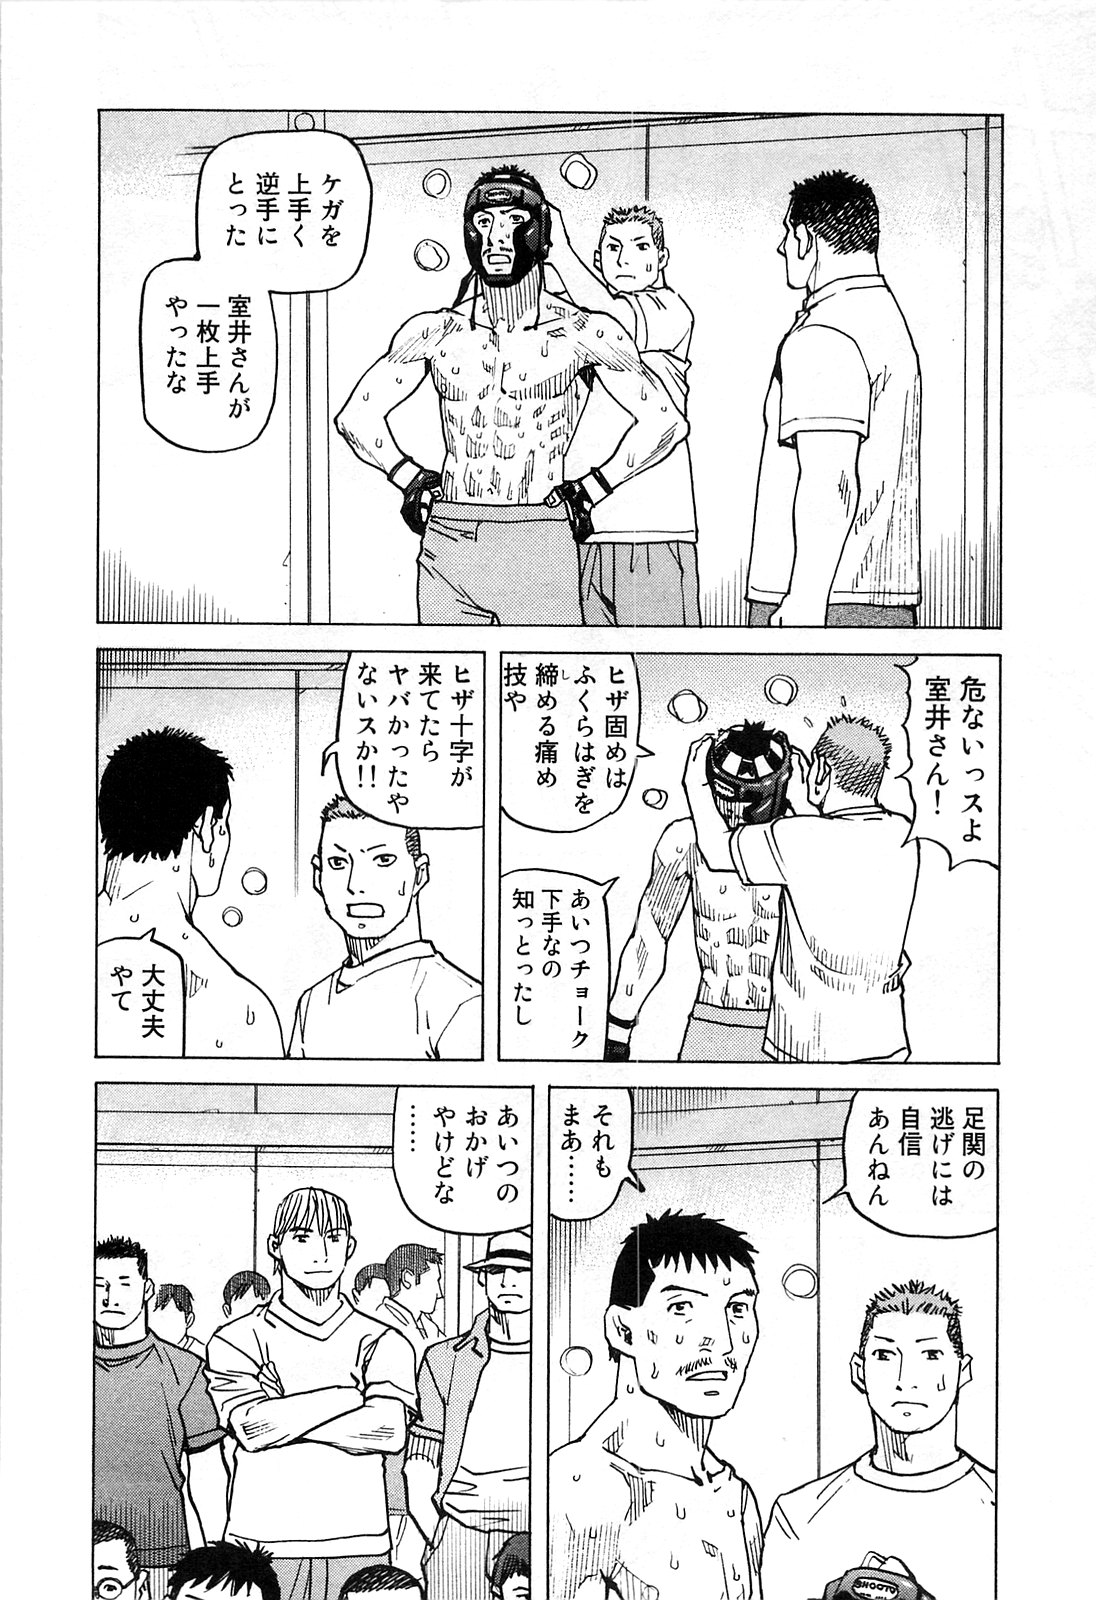 ケガを
上手く
逆手に
とった
室井さんが
一枚上手
やったな
SHOOTO
危ないっスよ
室井さん！
ヒザ固めは
ふくらはぎを
締める痛め
し
技や
あいつチョーク
下手なの
知っとったし
ヒザ十字が
来てたら
ヤバかったや
ないスか!!
大丈夫
やて
足関の
逃げには
自信
あんねん
それも
まあ……
あいつの
おかげ
やけどな
……
SHOOTO